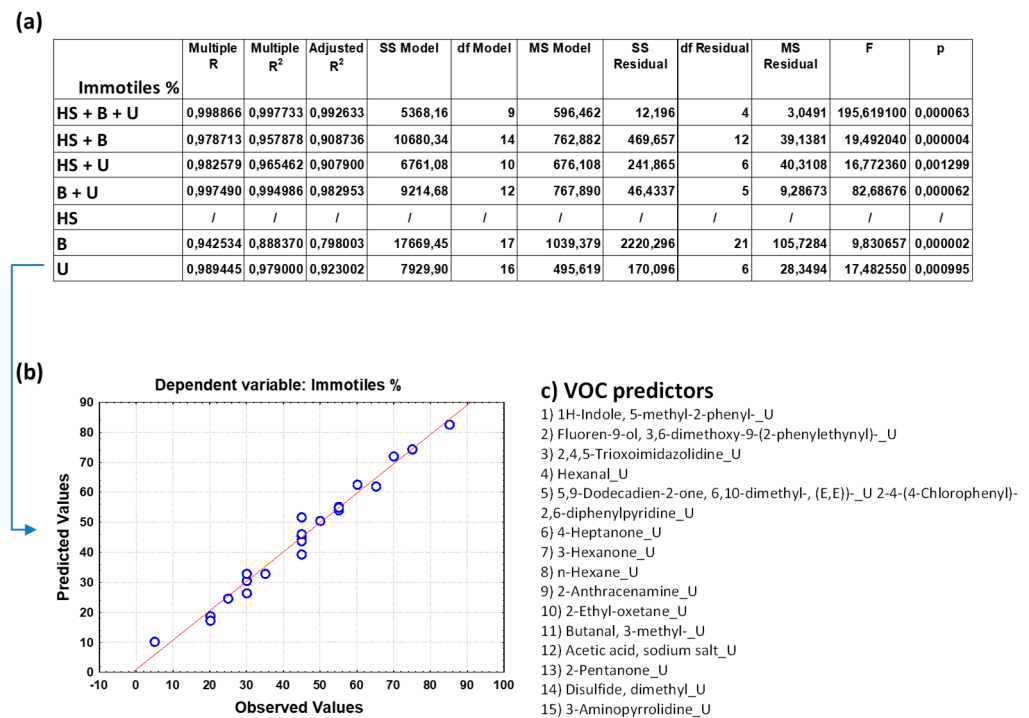 (a)
Immotiles % Multiple R Multiple R² Adjusted R² SS Model df Model MS Model SS Residual df Residual MS Residual F p
HS + B + U 0,998866 0,997733 0,992633 5368,16 9 596,462 12,196 4 3,0491 195,619100 0,000063
HS + B 0,978713 0,957878 0,908736 10680,34 14 762,882 469,657 12 39,1381 19,492040 0,000004
HS + U 0,982579 0,965462 0,907900 6761,08 10 676,108 241,865 6 40,3108 16,772360 0,001299
B + U 0,997490 0,994986 0,982953 9214,68 12 767,890 46,4337 5 9,28673 82,68676 0,000062
HS / / / / / / / / / / /
B 0,942534 0,888370 0,798003 17669,45 17 1039,379 2220,296 21 105,7284 9,830657 0,000002
U 0,989445 0,979000 0,923002 7929,90 16 495,619 170,096 6 28,3494 17,482550 0,000995
(b)
Dependent variable: Immotiles %
Predicted Values
90
80
70
60
50
40
30
20
10
0
-10 0 10 20 30 40 50 60 70 80 90 100
Observed Values
c) VOC predictors
1) 1H-Indole, 5-methyl-2-phenyl-_U
2) Fluoren-9-ol, 3,6-dimethoxy-9-(2-phenylethynyl)-_U
3) 2,4,5-Trioxoimidazolidine_U
4) Hexanal_U
5) 5,9-Dodecadien-2-one, 6,10-dimethyl-, (E,E))-_U 2-4-(4-Chlorophenyl)-
2,6-diphenylpyridine_U
6) 4-Heptanone_U
7) 3-Hexanone_U
8) n-Hexane_U
9) 2-Anthracenamine_U
10) 2-Ethyl-oxetane_U
11) Butanal, 3-methyl-_U
12) Acetic acid, sodium salt_U
13) 2-Pentanone_U
14) Disulfide, dimethyl_U
15) 3-Aminopyrrolidine_U